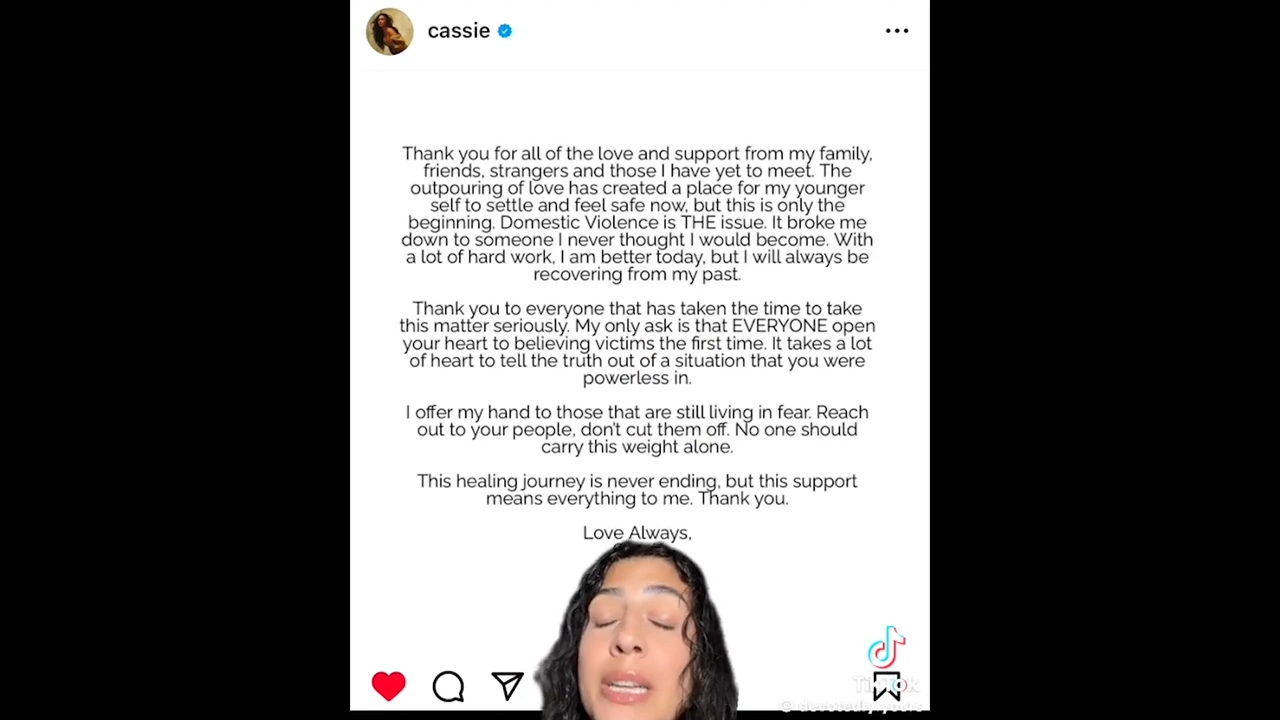 cassie
Thank you for all of the love and support from my family,
friends, strangers and those I have yet to meet. The
outpouring of love has created a place for my younger
self to settle and feel safe now, but this is only the
beginning. Domestic Violence is THE issue. It broke me
down to someone I never thought I would become. With
a lot of hard work, I am better today, but I will always be
recovering from my past.
Thank you to everyone that has taken the time to take
this matter seriously. My only ask is that EVERYONE open
your heart to believing victims the first time. It takes a lot
of heart to tell the truth out of a situation that you were
powerless in.
I offer my hand to those that are still living in fear. Reach
out to your people, don't cut them off. No one should
carry this weight alone.
This healing journey is never ending, but this support
means everything to me. Thank you.
Love Always,
TikTok